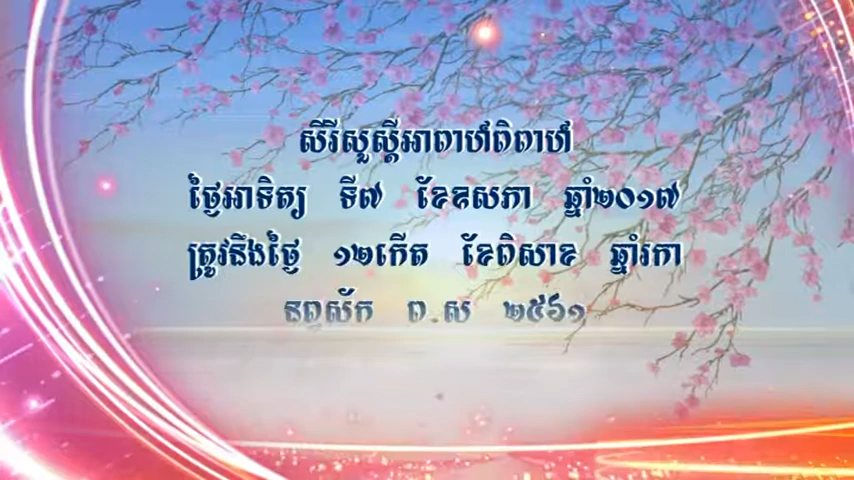 សិរីសួស្តីអាពាហ៍ពិពាហ៍
ថ្ងៃអាទិត្យ ទី៧ ខែឧសភា ឆ្នាំ២០១៧
ត្រូវនឹងថ្ងៃ ១២កើត ខែពិសាខ ឆ្នាំរកា
នព្វស័ក ព.ស ២៥៦១